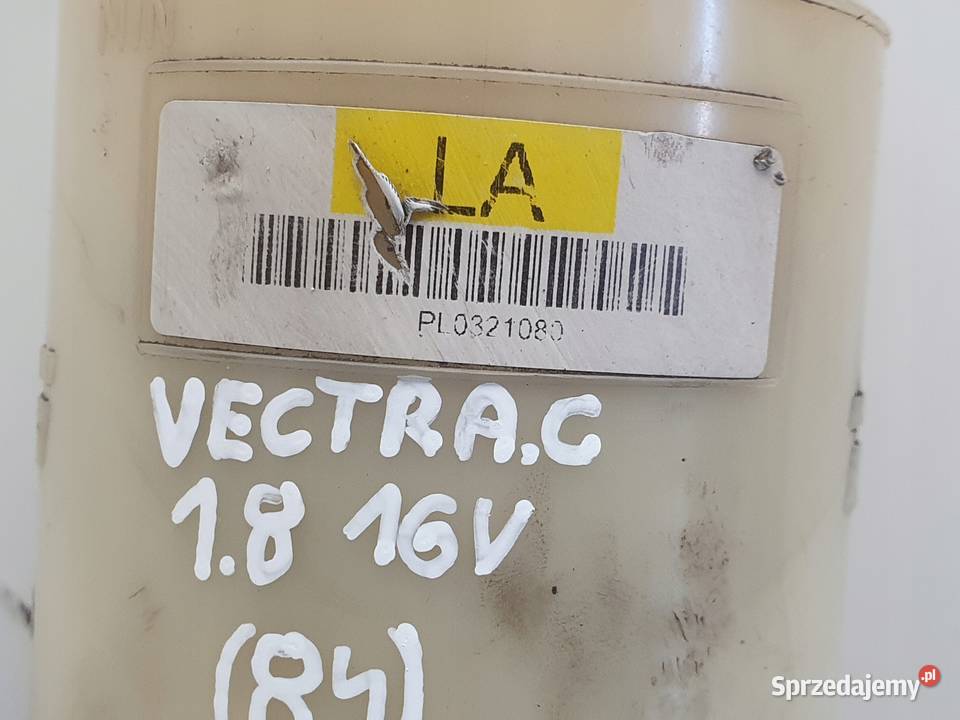 LA
PL0321080
VECTRA.C
1.8 16V
(84)
Sprzedajemy.pl